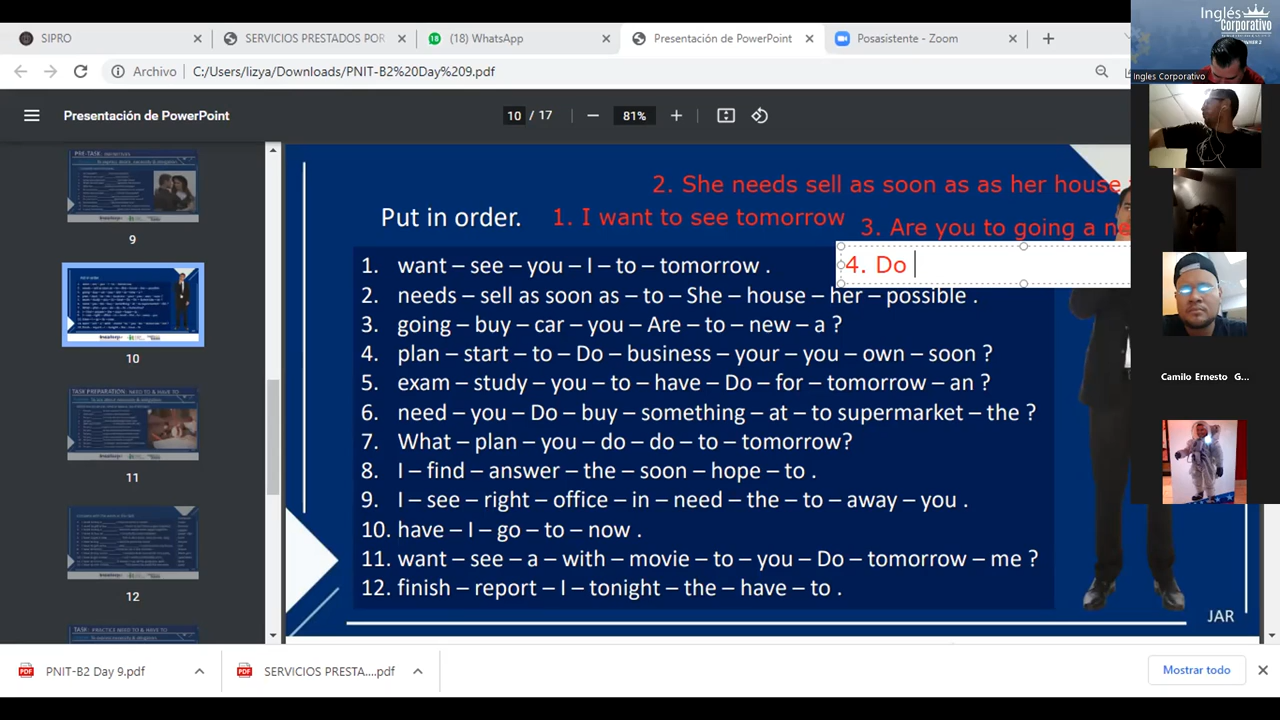 SIPRO
SERVICIOS PRESTADOS POR
(18) WhatsApp
Presentación de PowerPoint
Posasistente - Zoom
Archivo
C:/Users/lizya/Downloads/PNIT-B2%20Day%209.pdf
Presentación de PowerPoint
10 / 17
81%
Inglés
Corporativo
Ingles Corporativo
9
10
11
12
2. She needs sell as soon as as her house
Put in order.
1. I want to see tomorrow
3. Are you to going a ne
4. Do
1. want – see – you – I – to – tomorrow .
2. needs – sell as soon as – to – She – house – her – possible .
3. going – buy – car – you – Are – to – new – a ?
4. plan – start – to – Do – business – your – you – own – soon ?
5. exam – study – you – to – have – Do – for – tomorrow – an ?
6. need – you – Do – buy – something – at – to supermarket – the ?
7. What – plan – you – do – do – to – tomorrow?
8. I – find – answer – the – soon – hope – to .
9. I – see – right – office – in – need – the – to – away – you .
10. have – I – go – to – now .
11. want – see – a – with – movie – to – you – Do – tomorrow – me ?
12. finish – report – I – tonight – the – have – to .
JAR
Camilo Ernesto G...
PNIT-B2 Day 9.pdf
SERVICIOS PRESTA....pdf
Mostrar todo